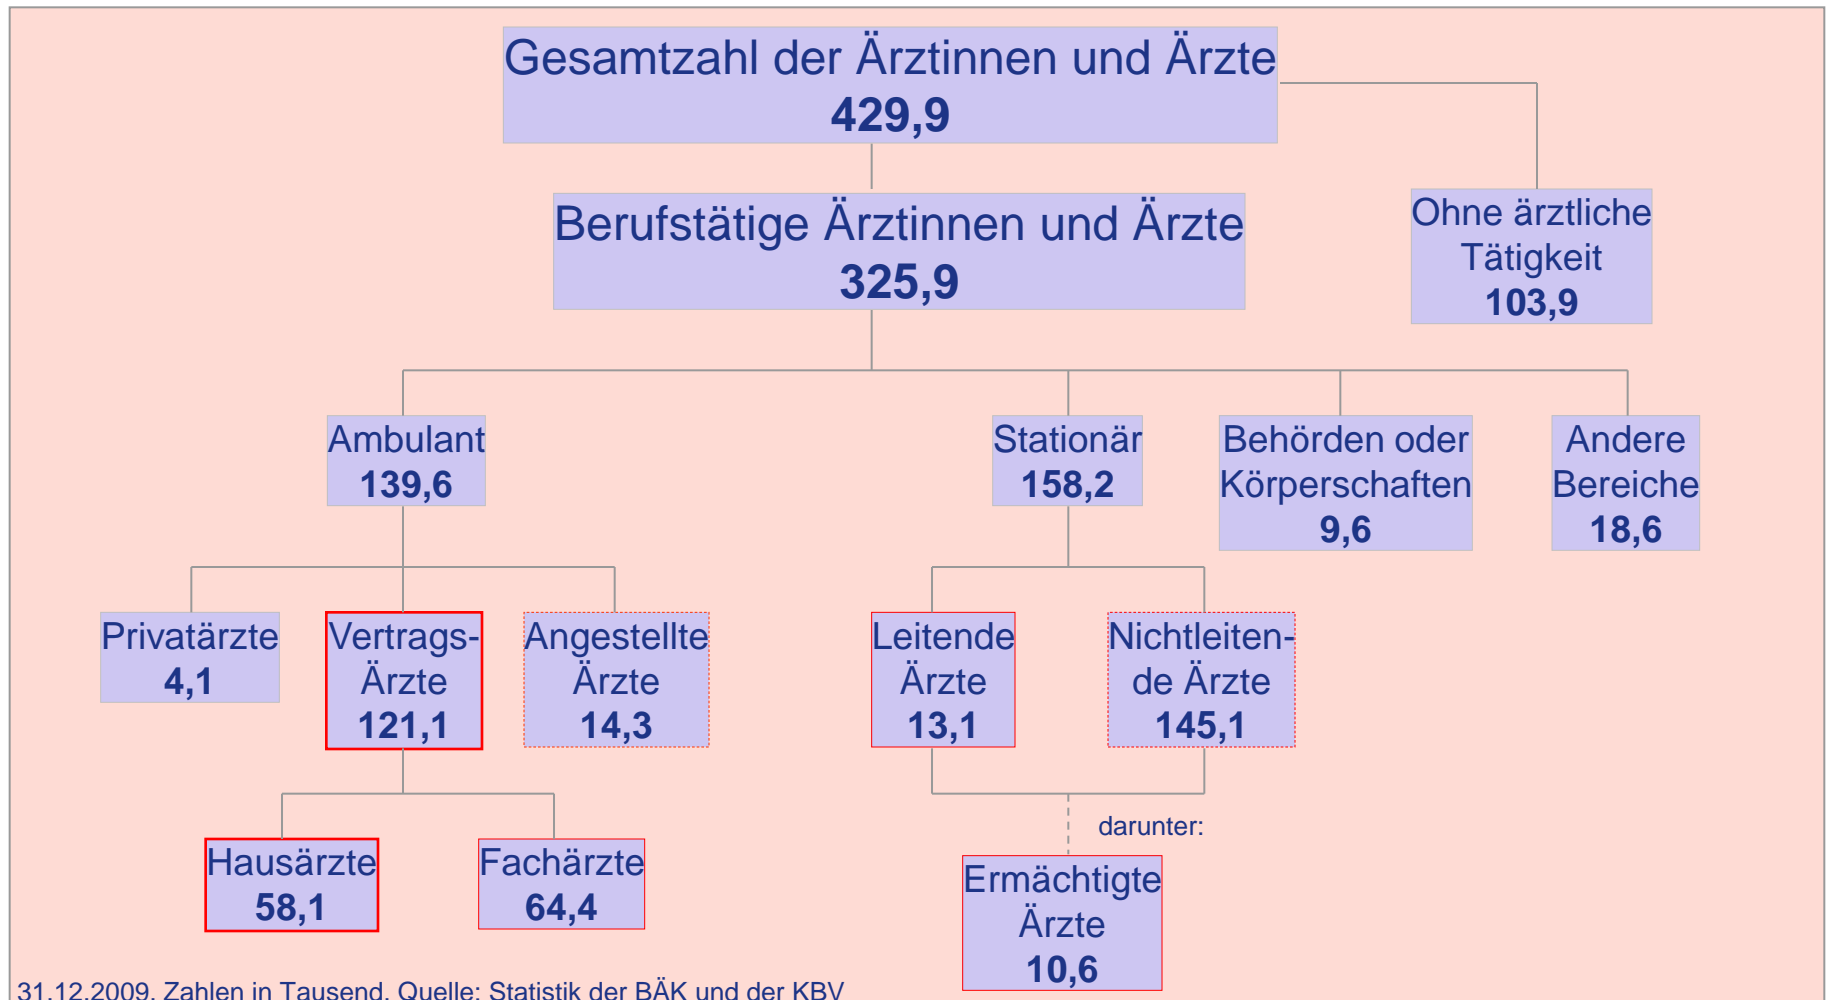 Gesamtzahl der Ärztinnen und Ärzte
429,9
Berufstätige Ärztinnen und Ärzte
325,9
Ohne ärztliche
Tätigkeit
103,9
Ambulant
139,6
Stationär
158,2
Behörden oder
Körperschaften
9,6
Andere
Bereiche
18,6
Privatärzte
4,1
Vertrags-
Ärzte
121,1
Angestellte
Ärzte
14,3
Leitende
Ärzte
13,1
Nichtleiten-
de Ärzte
145,1
Hausärzte
58,1
Fachärzte
64,4
darunter:
Ermächtigte
Ärzte
10,6
31.12.2009. Zahlen in Tausend. Quelle: Statistik der BÄK und der KBV